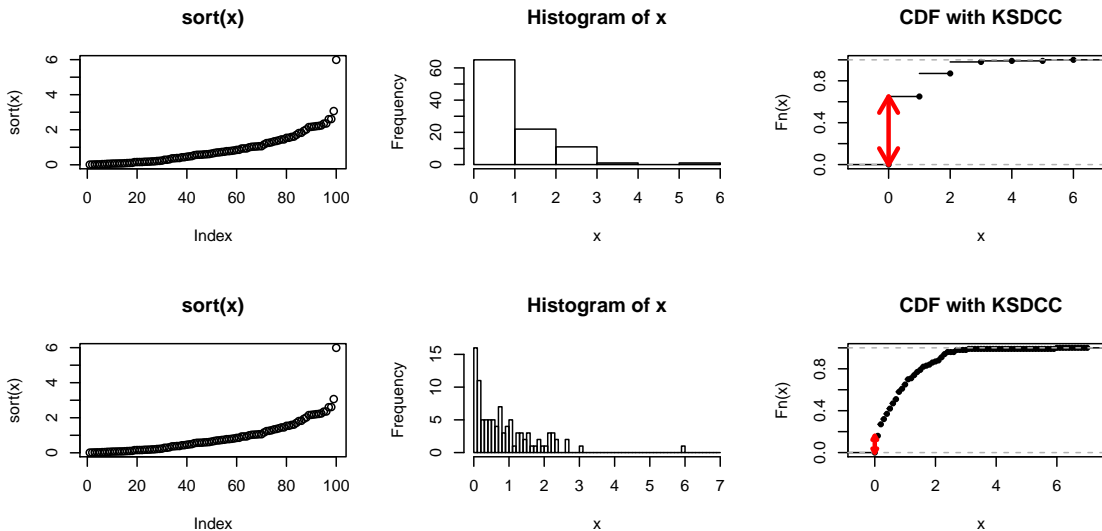 sort(x)
sort(x)
0 2 4 6
0 20 40 60 80 100
Index
Histogram of x
Frequency
0 20 40 60
0 1 2 3 4 5 6
x
CDF with KSDCC
Fn(x)
0.0 0.4 0.8
0 2 4 6
x
sort(x)
sort(x)
0 2 4 6
0 20 40 60 80 100
Index
Histogram of x
Frequency
0 5 10 15
0 1 2 3 4 5 6 7
x
CDF with KSDCC
Fn(x)
0.0 0.4 0.8
0 2 4 6
x